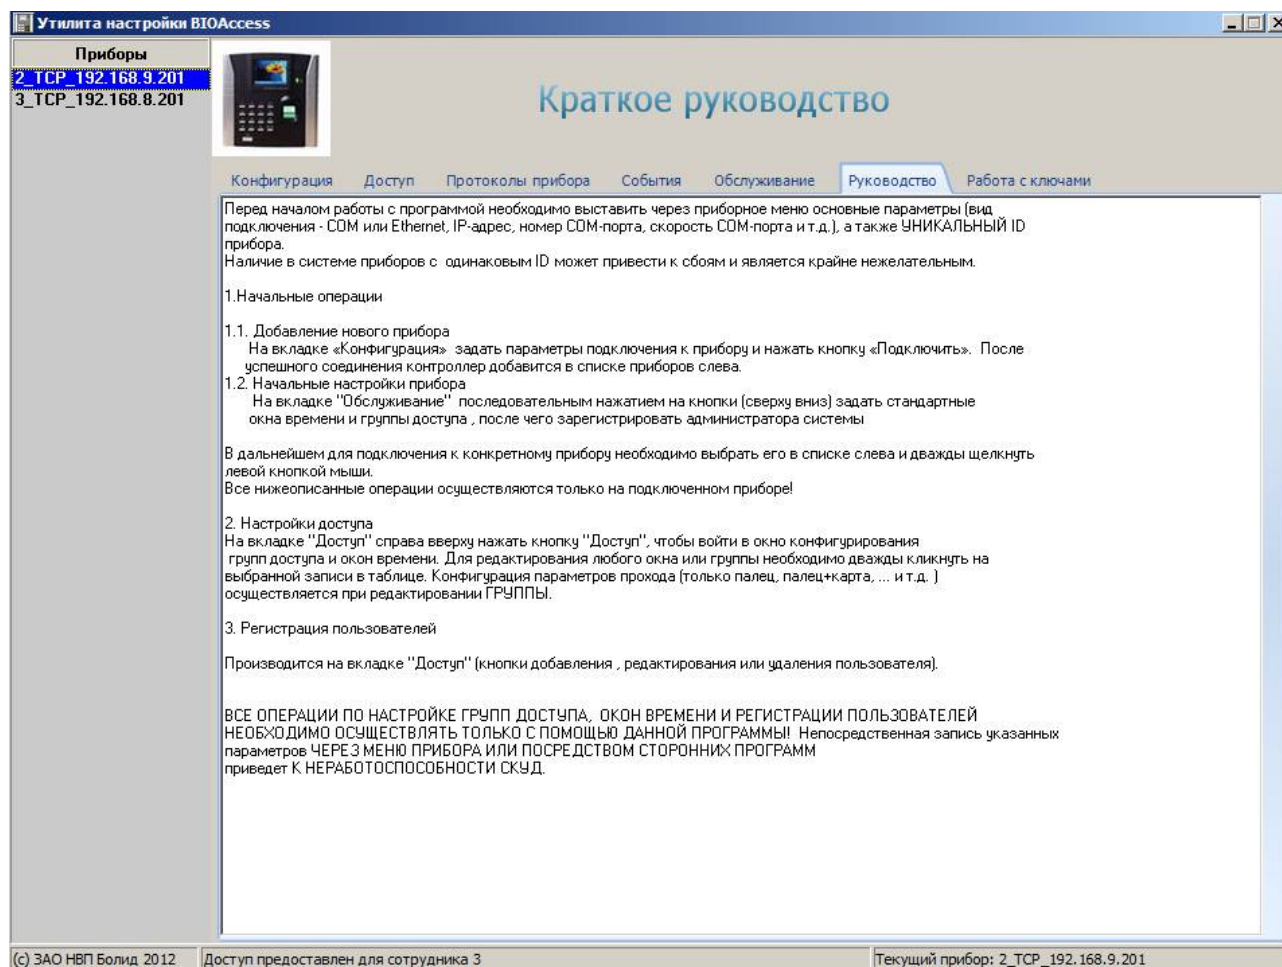 Утилита настройки BIOAccess
Приборы
2_TCP_192.168.9.201
3_TCP_192.168.8.201
Краткое руководство
Конфигурация Доступ Протоколы прибора События Обслуживание Руководство Работа с ключами
Перед началом работы с программой необходимо выставить через приборное меню основные параметры (вид
подключения - COM или Ethernet, IP-адрес, номер COM-порта, скорость COM-порта и т.д.), а также УНИКАЛЬНЫЙ ID
прибора.
Наличие в системе приборов с одинаковым ID может привести к сбоям и является крайне нежелательным.
1.Начальные операции
1.1. Добавление нового прибора
На вкладке «Конфигурация» задать параметры подключения к прибору и нажать кнопку «Подключить». После
успешного соединения контроллер добавится в списке приборов слева.
1.2. Начальные настройки прибора
На вкладке "Обслуживание" последовательным нажатием на кнопки (сверху вниз) задать стандартные
окна времени и группы доступа , после чего зарегистрировать администратора системы
В дальнейшем для подключения к конкретному прибору необходимо выбрать его в списке слева и дважды щелкнуть
левой кнопкой мыши.
Все нижеописанные операции осуществляются только на подключенном приборе!
2. Настройки доступа
На вкладке "Доступ" справа вверху нажать кнопку "Доступ", чтобы войти в окно конфигурирования
групп доступа и окон времени. Для редактирования любого окна или группы необходимо дважды кликнуть на
выбранной записи в таблице. Конфигурация параметров прохода (только палец, палец+карта, ... и т.д. )
осуществляется при редактировании ГРУППЫ.
3. Регистрация пользователей
Производится на вкладке "Доступ" (кнопки добавления , редактирования или удаления пользователя).
ВСЕ ОПЕРАЦИИ ПО НАСТРОЙКЕ ГРУПП ДОСТУПА, ОКОН ВРЕМЕНИ И РЕГИСТРАЦИИ ПОЛЬЗОВАТЕЛЕЙ
НЕОБХОДИМО ОСУЩЕСТВЛЯТЬ ТОЛЬКО С ПОМОЩЬЮ ДАННОЙ ПРОГРАММЫ! Непосредственная запись указанных
параметров ЧЕРЕЗ МЕНЮ ПРИБОРА ИЛИ ПОСРЕДСТВОМ СТОРОННИХ ПРОГРАММ
приведет К НЕРАБОТОСПОСОБНОСТИ СКУД.
(c) ЗАО НВП Болид 2012 Доступ предоставлен для сотрудника 3 Текущий прибор: 2_TCP_192.168.9.201